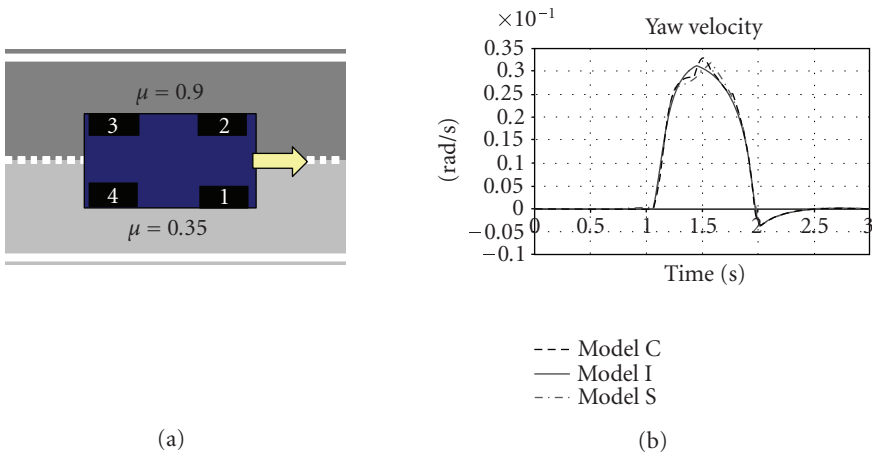 μ = 0.9
3 2
4 1
μ = 0.35
(a)
×10⁻¹
Yaw velocity
0.35
0.3
0.25
0.2
0.15
0.1
0.05
0
−0.05
−0.1
(rad/s)
0 0.5 1 1.5 2 2.5 3
Time (s)
Model C
Model I
Model S
(b)